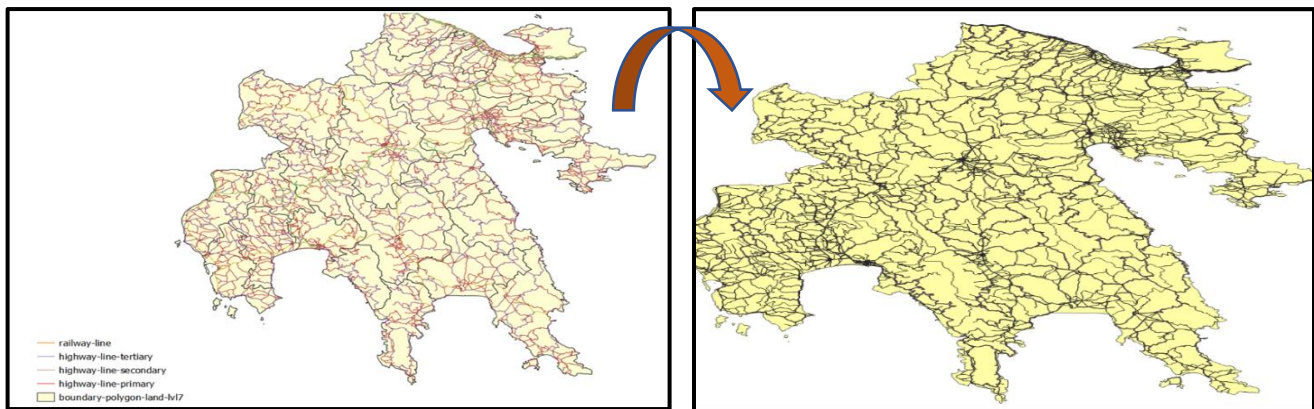 railway-line
highway-line-tertiary
highway-line-secondary
highway-line-primary
boundary-polygon-land-lvl7